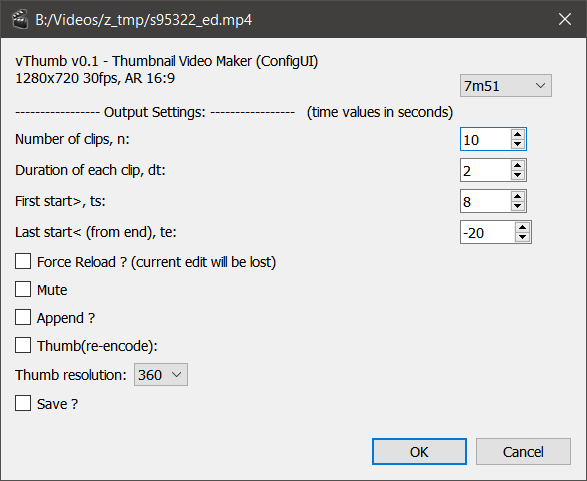 B:/Videos/z_tmp/s95322_ed.mp4
vThumb v0.1 - Thumbnail Video Maker (ConfigUI)
1280x720 30fps, AR 16:9
7m51
----------------- Output Settings: ----------------- (time values in seconds)
Number of clips, n: 10
Duration of each clip, dt: 2
First start>, ts: 8
Last start< (from end), te: -20
Force Reload ? (current edit will be lost)
Mute
Append ?
Thumb(re-encode):
Thumb resolution: 360
Save ?
OK Cancel